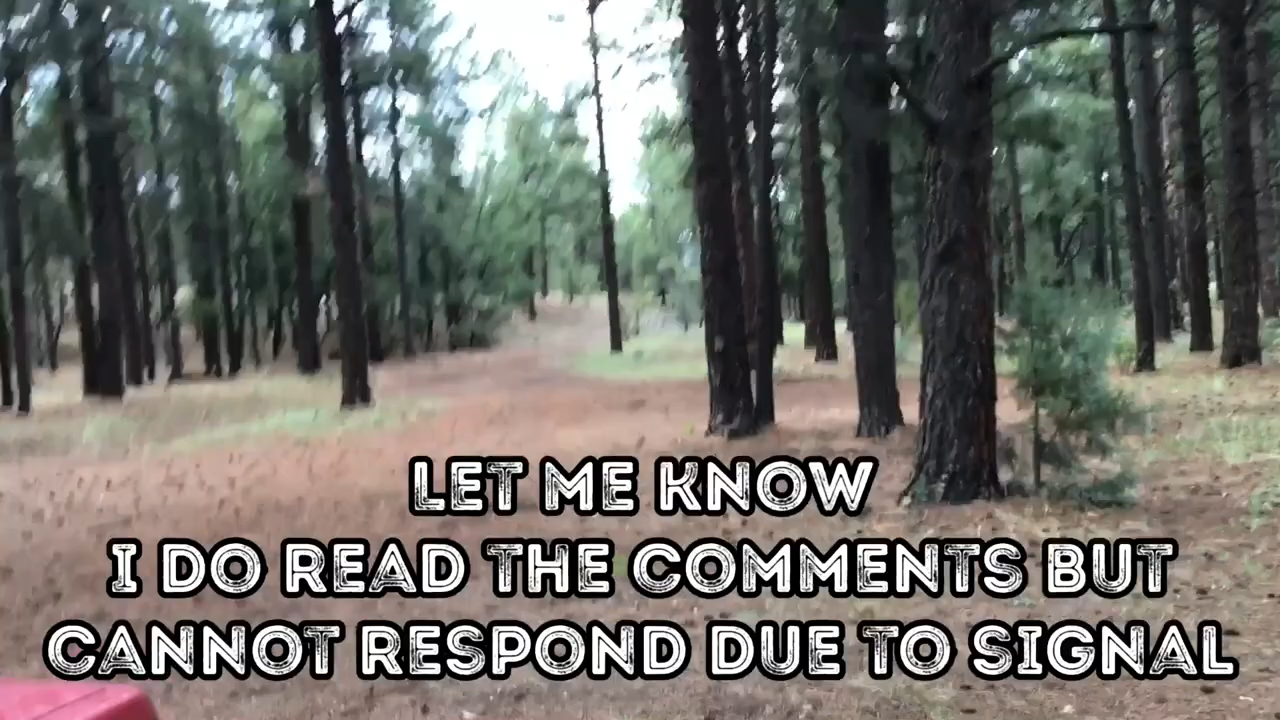 LET ME KNOW
I DO READ THE COMMENTS BUT
CANNOT RESPOND DUE TO SIGNAL